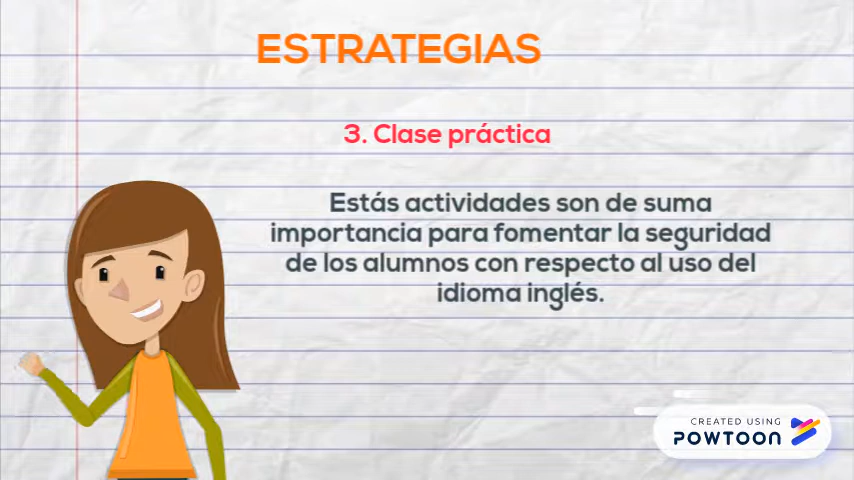 ESTRATEGIAS
3. Clase práctica
Estás actividades son de suma
importancia para fomentar la seguridad
de los alumnos con respecto al uso del
idioma inglés.
CREATED USING
POWTOON